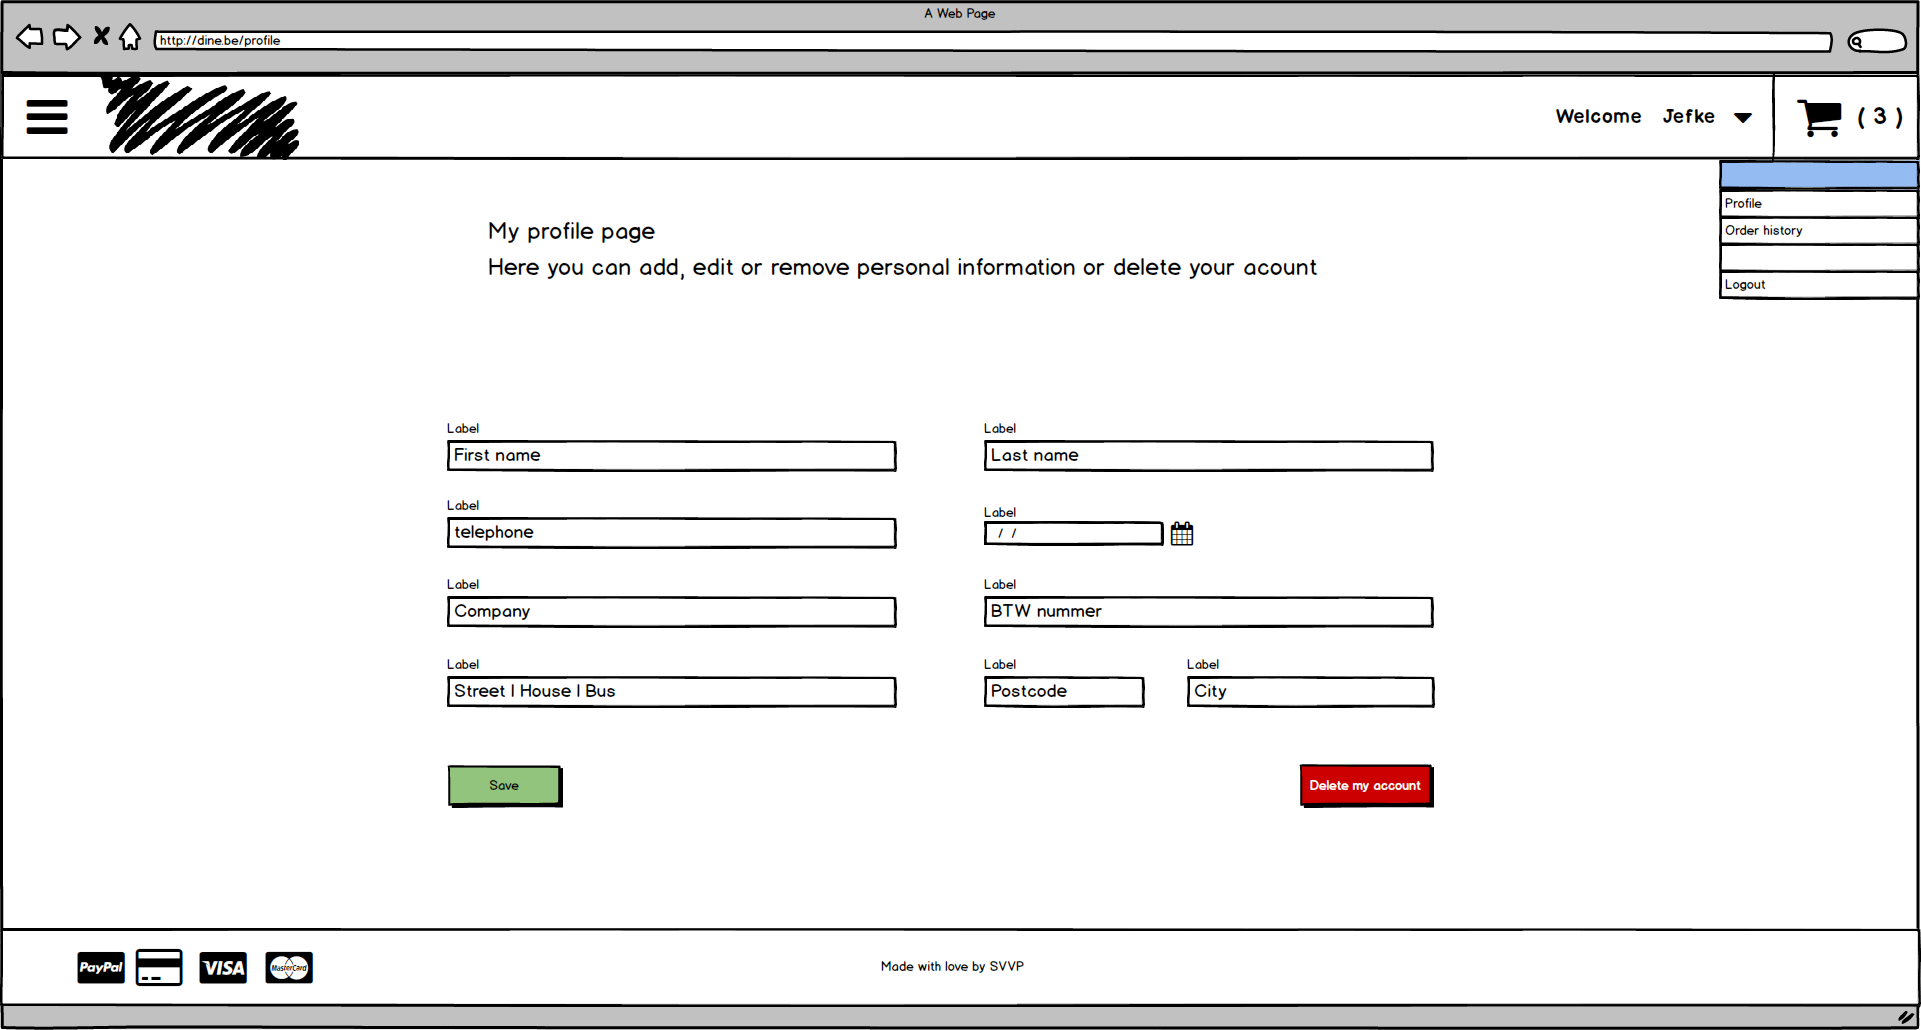 A Web Page
http://dine.be/profile
Welcome Jefke
( 3 )
Profile
Order history
Logout
My profile page
Here you can add, edit or remove personal information or delete your acount
Label Label
First name Last name
Label Label
telephone / /
Label Label
Company BTW nummer
Label Label Label
Street | House | Bus Postcode City
Save Delete my account
PayPal VISA MasterCard Made with love by SVVP